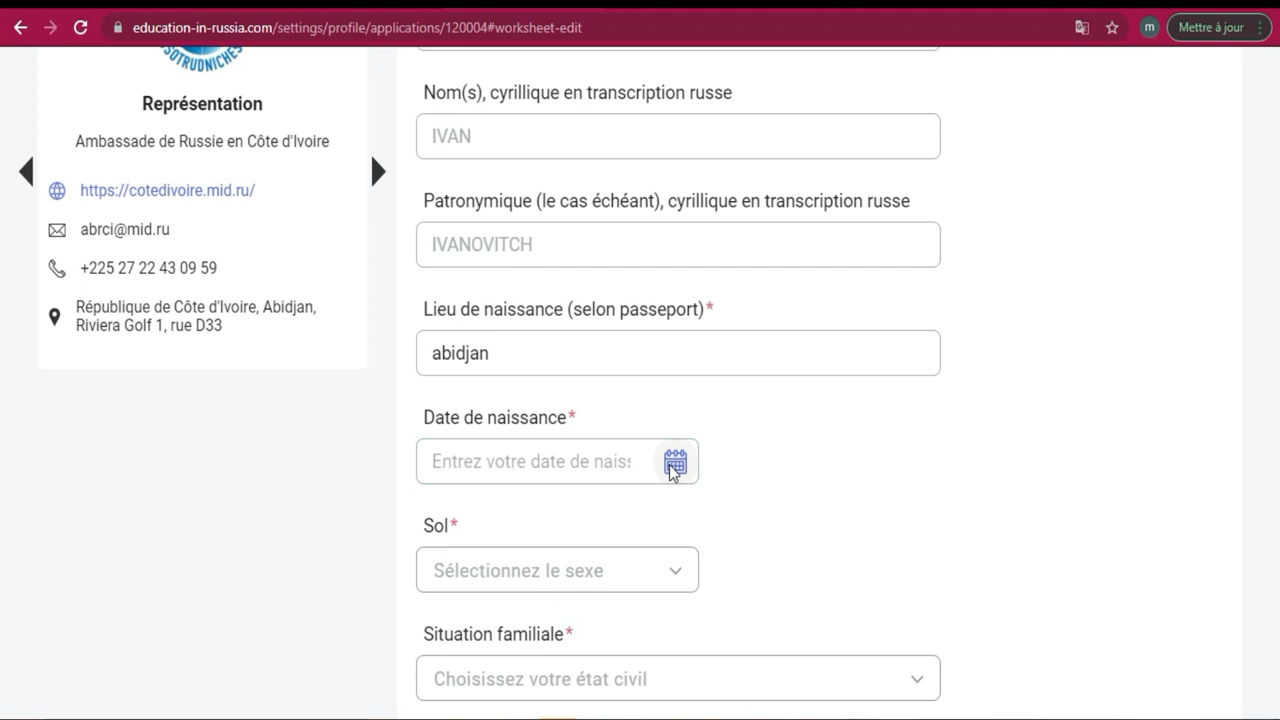 education-in-russia.com/settings/profile/applications/120004#worksheet-edit
m
Mettre à jour
SOTRUDNICHES
Représentation
Ambassade de Russie en Côte d'Ivoire
https://cotedivoire.mid.ru/
abrci@mid.ru
+225 27 22 43 09 59
République de Côte d'Ivoire, Abidjan,
Riviera Golf 1, rue D33
Nom(s), cyrillique en transcription russe
IVAN
Patronymique (le cas échéant), cyrillique en transcription russe
IVANOVITCH
Lieu de naissance (selon passeport)*
abidjan
Date de naissance*
Entrez votre date de naiss
Sol*
Sélectionnez le sexe
Situation familiale*
Choisissez votre état civil